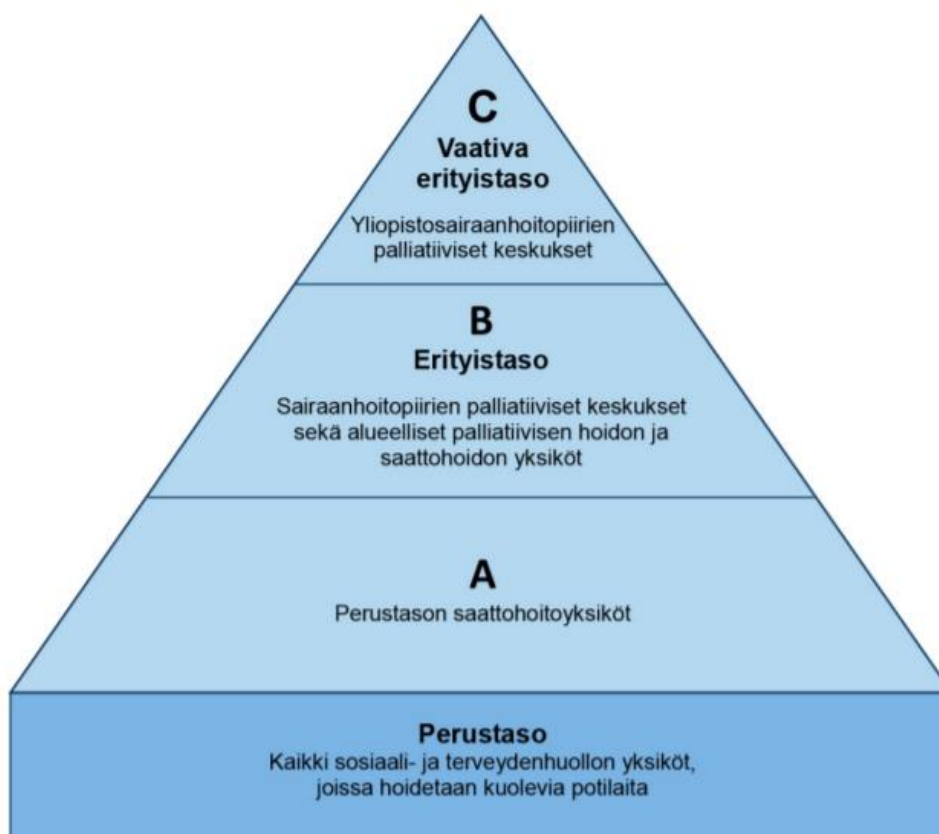 C
Vaativa
erityistaso
Yliopistosairaanhoitopiirien
palliatiiviset keskukset
B
Erityistaso
Sairaanhoitopiirien palliatiiviset keskukset
sekä alueelliset palliatiivisen hoidon ja
saattohoidon yksiköt
A
Perustason saattohoitoyksiköt
Perustaso
Kaikki sosiaali- ja terveydenhuollon yksiköt,
joissa hoidetaan kuolevia potilaita